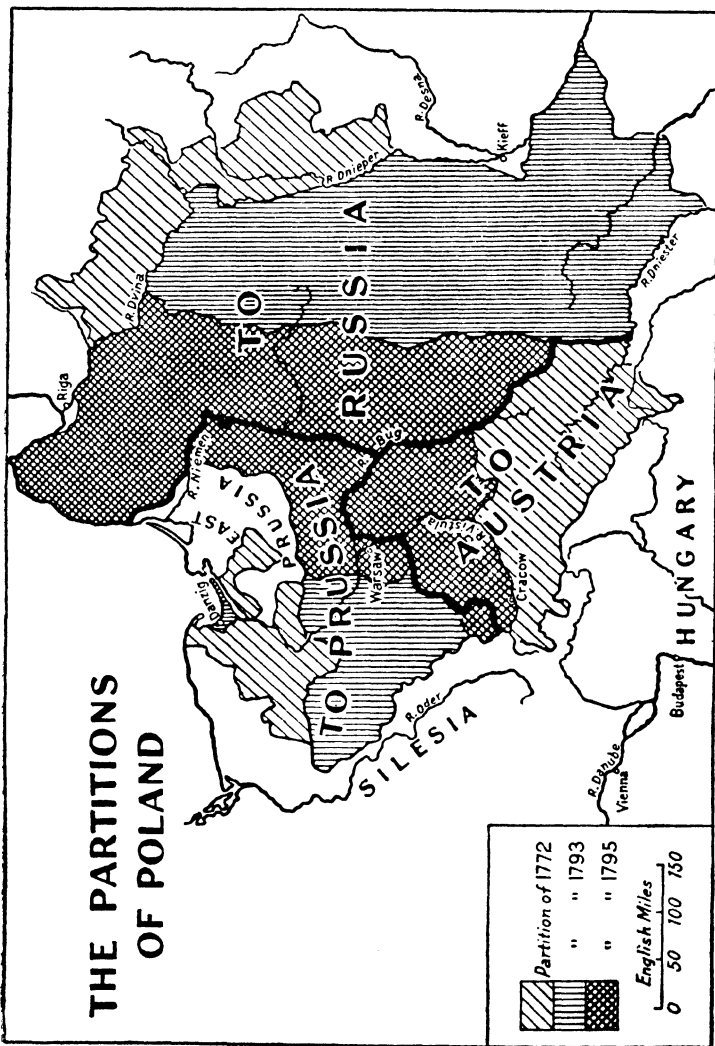 THE PARTITIONS
OF POLAND
Riga
R. Dvina
R. Niemen
EAST
PRUSSIA
Danzig
TO
RUSSIA
R. Dnieper
R. Desna
Kieff
TO PRUSSIA
Warsaw
R. Bug
R. Oder
SILESIA
TO
AUSTRIA
R. Vistula
Cracow
R. Dniester
R. Danube
Vienna
Budapest
HUNGARY
Partition of 1772
" " 1793
" " 1795
English Miles
0 50 100 150